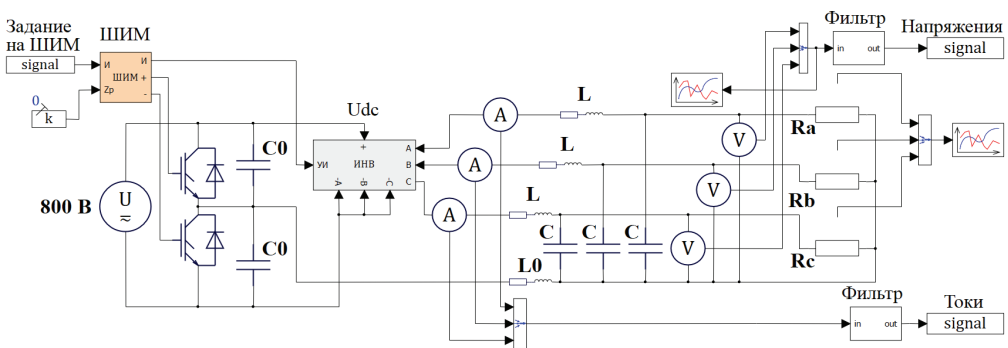 Задание
на ШИМ
signal
0
k
ШИМ
И
ШИМ
Zp
И
+
-
800 В
U
≂
C0
C0
Udc
+
УИ
ИНВ
A
B
C
-A
-B
-C
A
A
A
L
L
L
L0
C
C
C
V
V
V
Ra
Rb
Rc
Фильтр
in
out
Напряжения
signal
Фильтр
in
out
Токи
signal